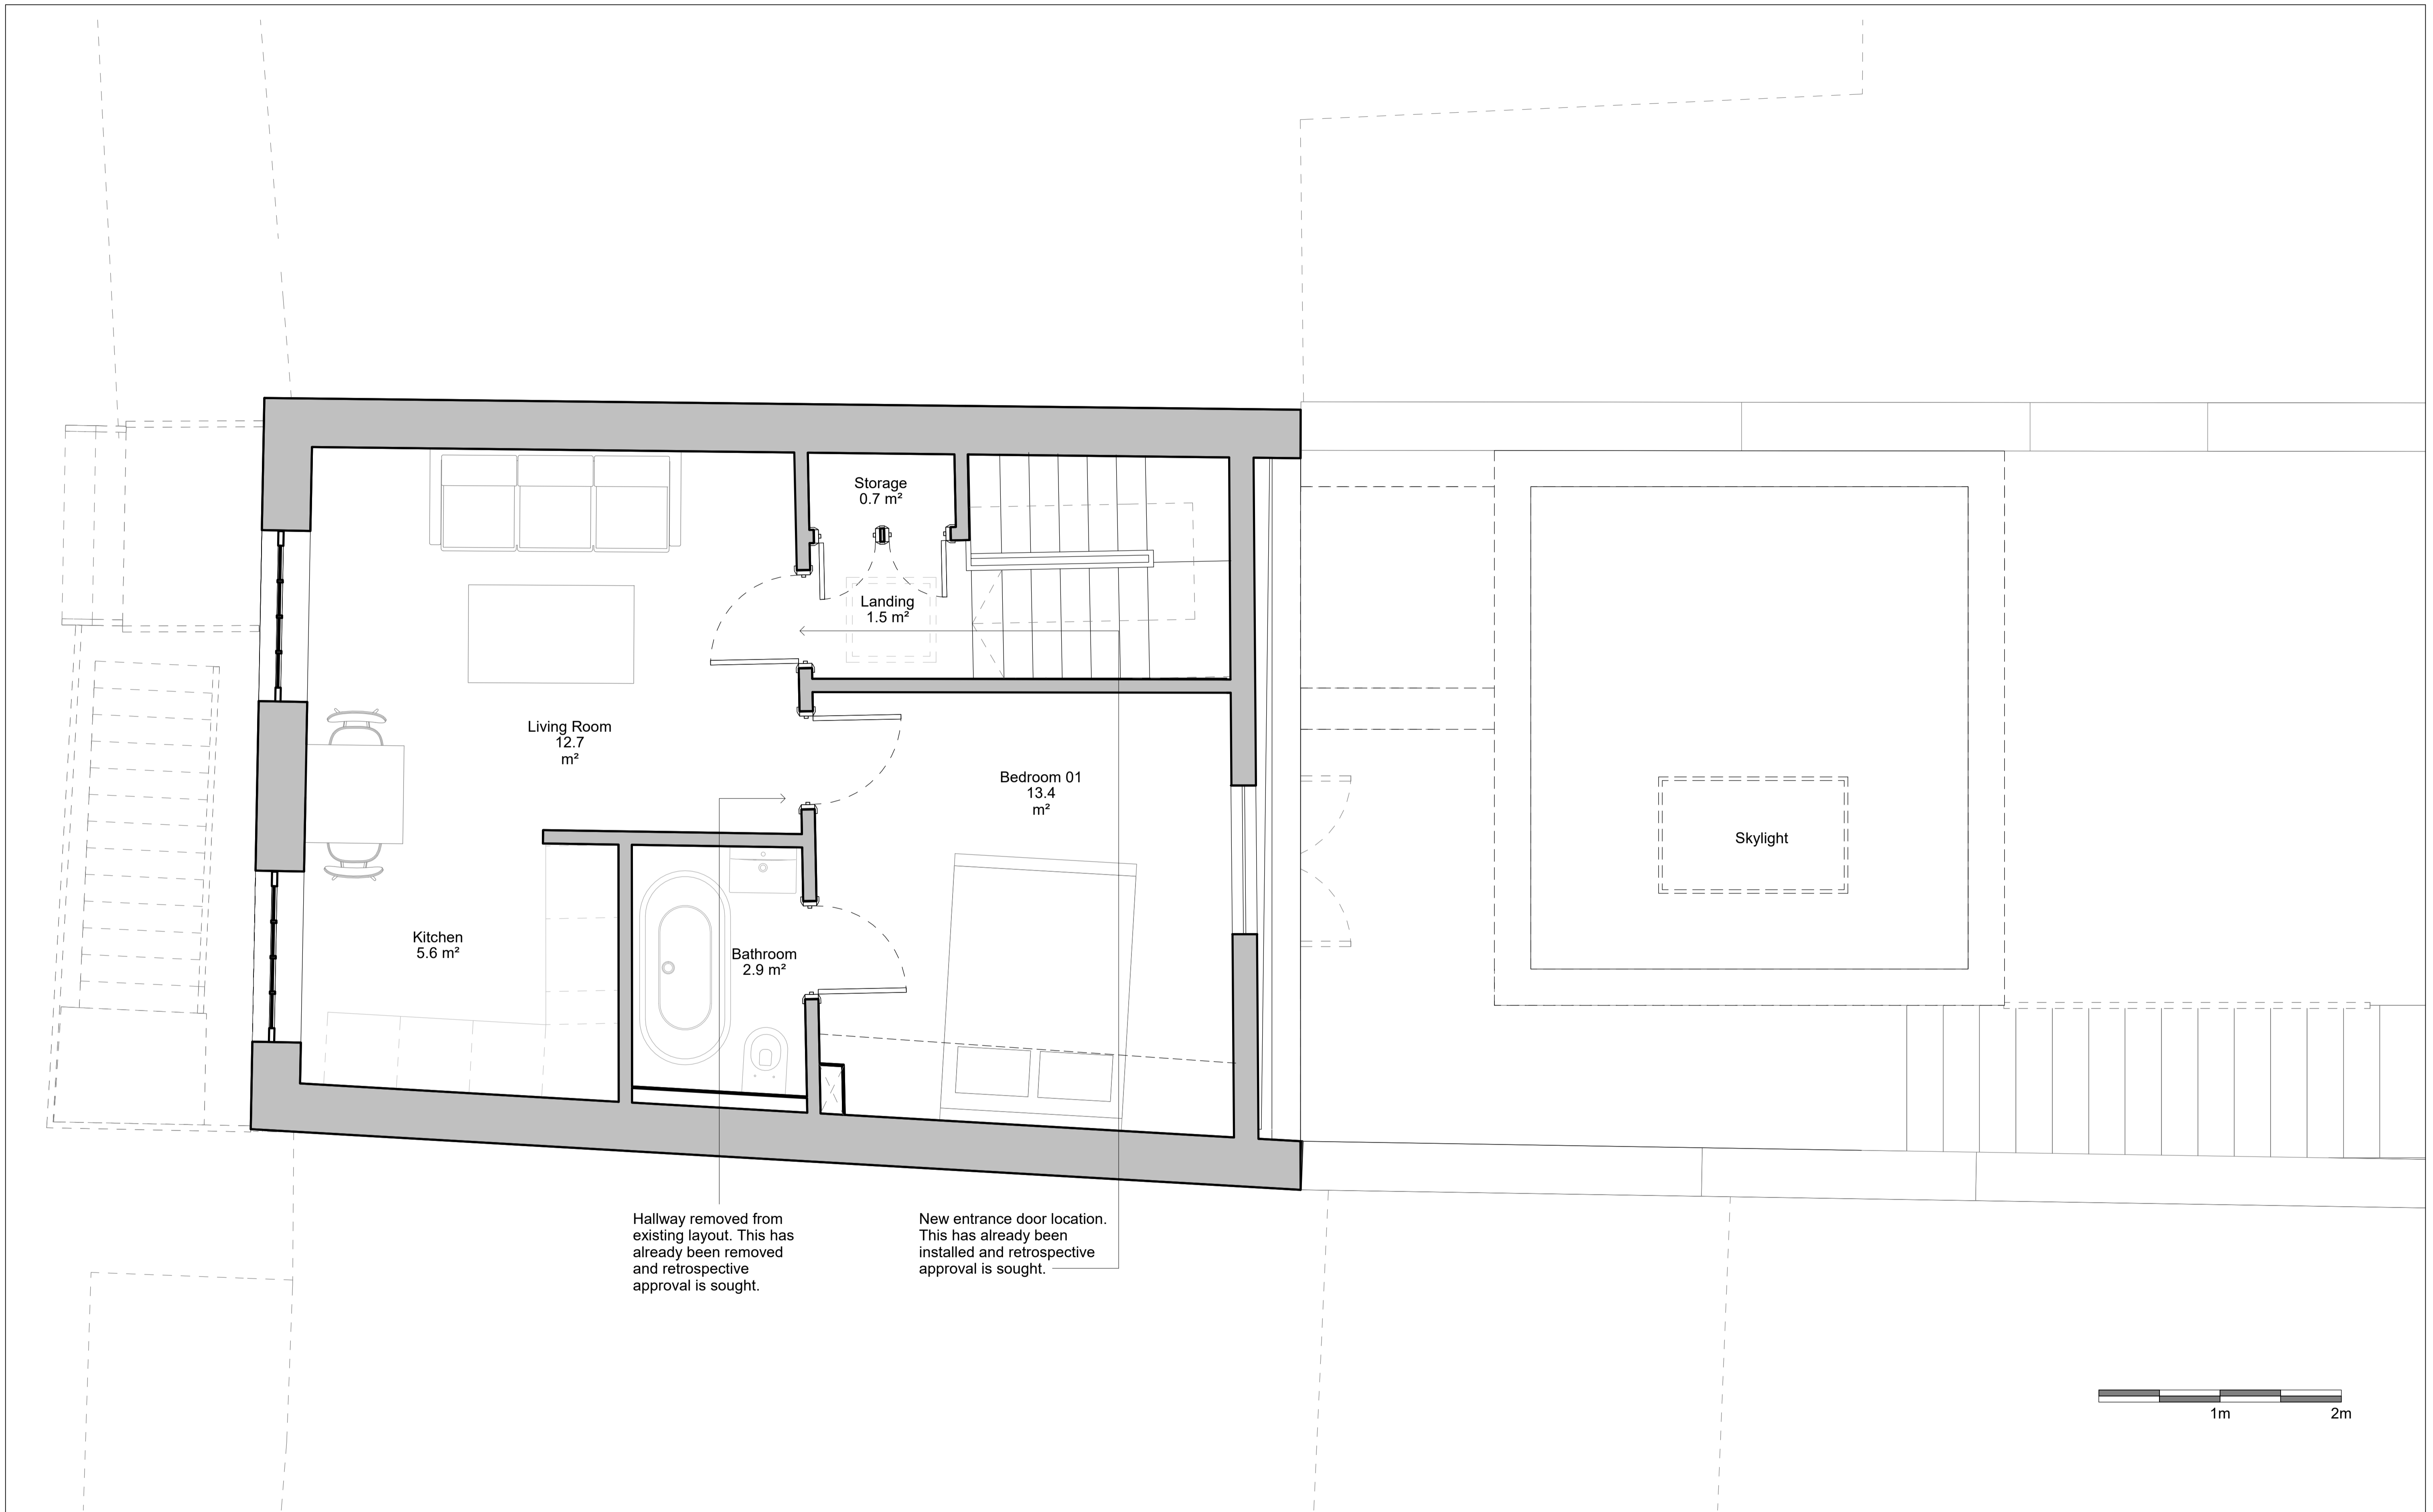 Storage
0.7 m²
Landing
1.5 m²
Living Room
12.7
m²
Bedroom 01
13.4
m²
Skylight
Kitchen
5.6 m²
Bathroom
2.9 m²
Hallway removed from
existing layout. This has
already been removed
and retrospective
approval is sought.
New entrance door location.
This has already been
installed and retrospective
approval is sought.
1m
2m